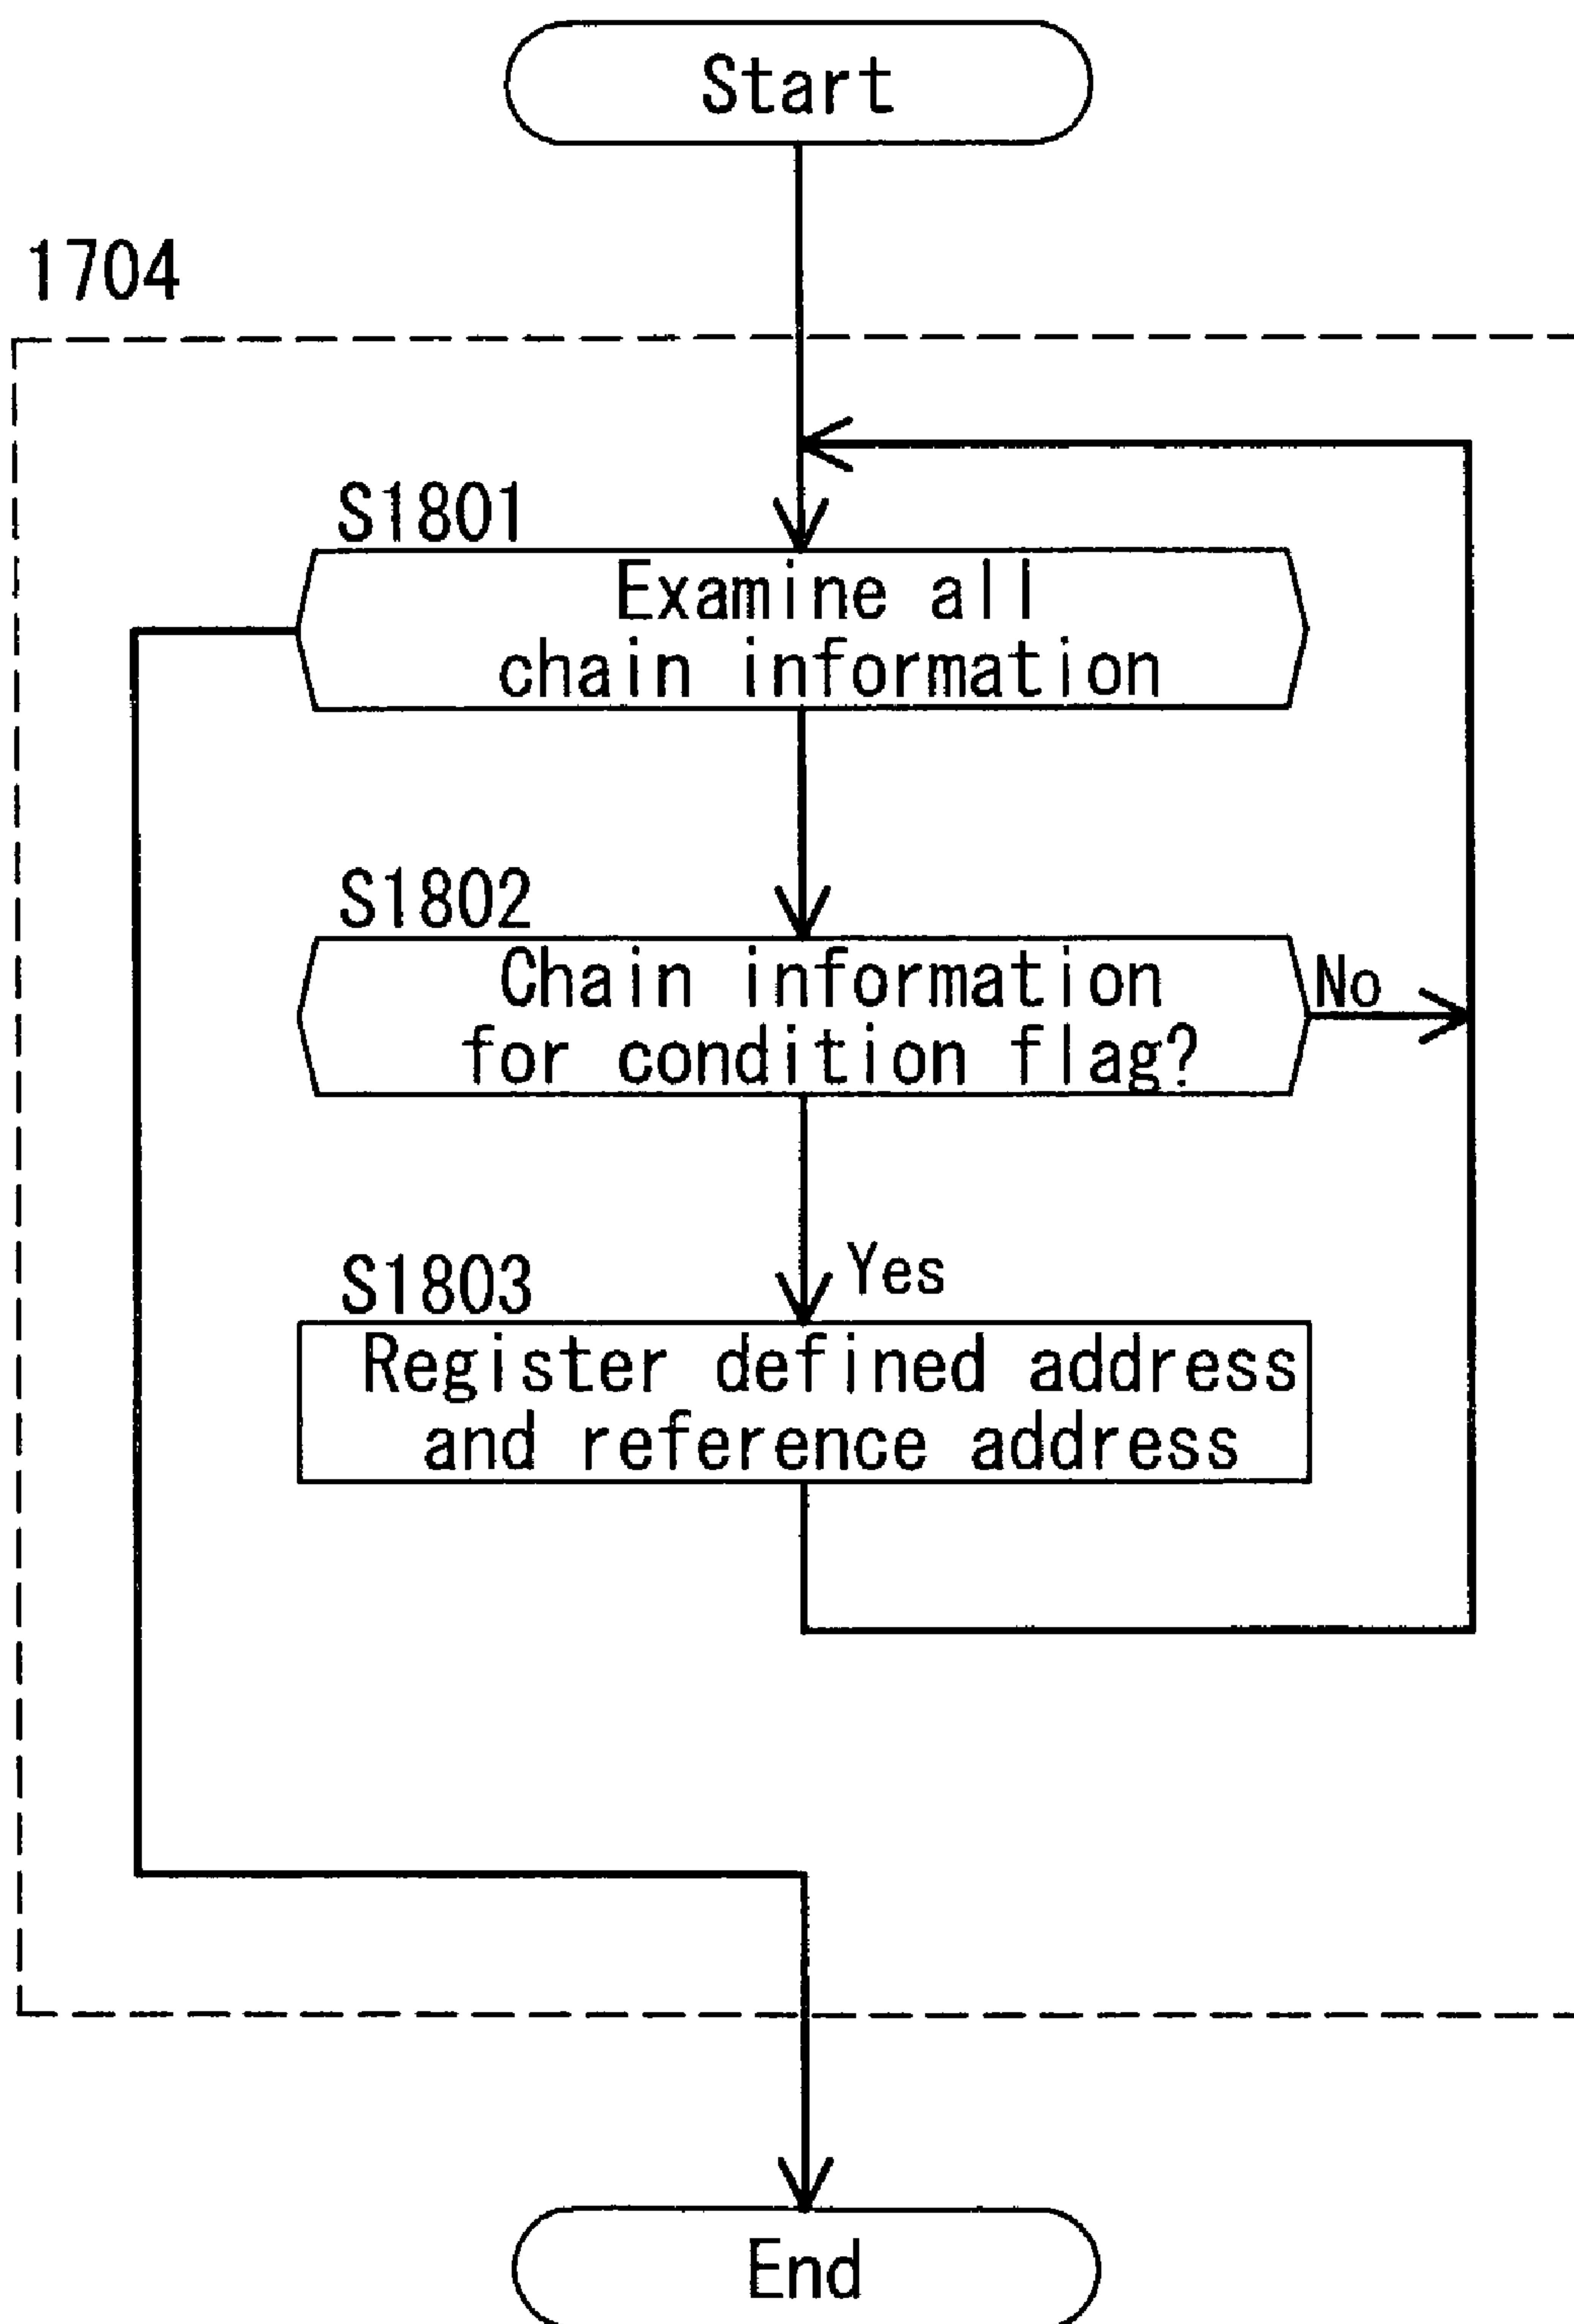 Start
1704
S1801
Examine all
chain information
S1802
Chain information
for condition flag?
No
Yes
S1803
Register defined address
and reference address
End